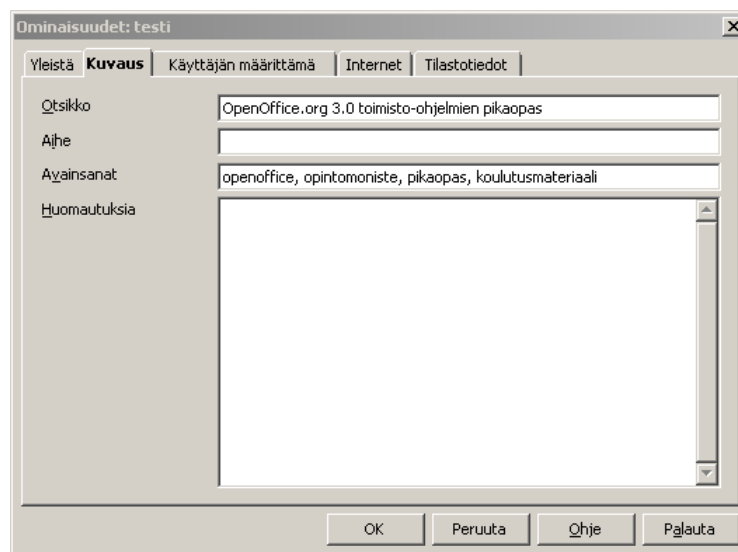 Ominaisuudet: testi
Yleistä Kuvaus Käyttäjän määrittämä Internet Tilastotiedot
Otsikko OpenOffice.org 3.0 toimisto-ohjelmien pikaopas
Aihe
Avainsanat openoffice, opintomoniste, pikaopas, koulutusmateriaali
Huomautuksia
OK Peruuta Ohje Palauta